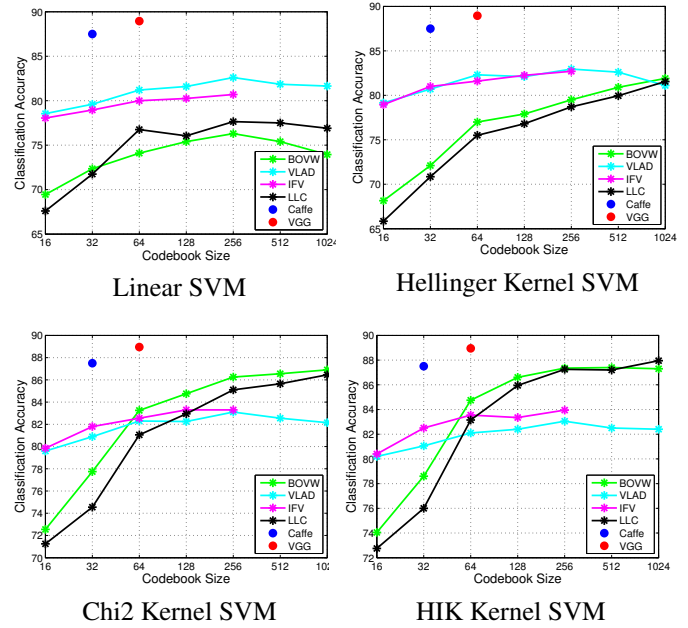 90
85
80
75
70
65
16 32 64 128 256 512 1024
Classification Accuracy
Codebook Size
BOVW
VLAD
IFV
LLC
Caffe
VGG
Linear SVM
90
85
80
75
70
65
16 32 64 128 256 512 1024
Classification Accuracy
Codebook Size
BOVW
VLAD
IFV
LLC
Caffe
VGG
Hellinger Kernel SVM
90
88
86
84
82
80
78
76
74
72
70
16 32 64 128 256 512 1024
Classification Accuracy
Codebook Size
BOVW
VLAD
IFV
LLC
Caffe
VGG
Chi2 Kernel SVM
90
88
86
84
82
80
78
76
74
72
16 32 64 128 256 512 1024
Classification Accuracy
Codebook Size
BOVW
VLAD
IFV
LLC
Caffe
VGG
HIK Kernel SVM